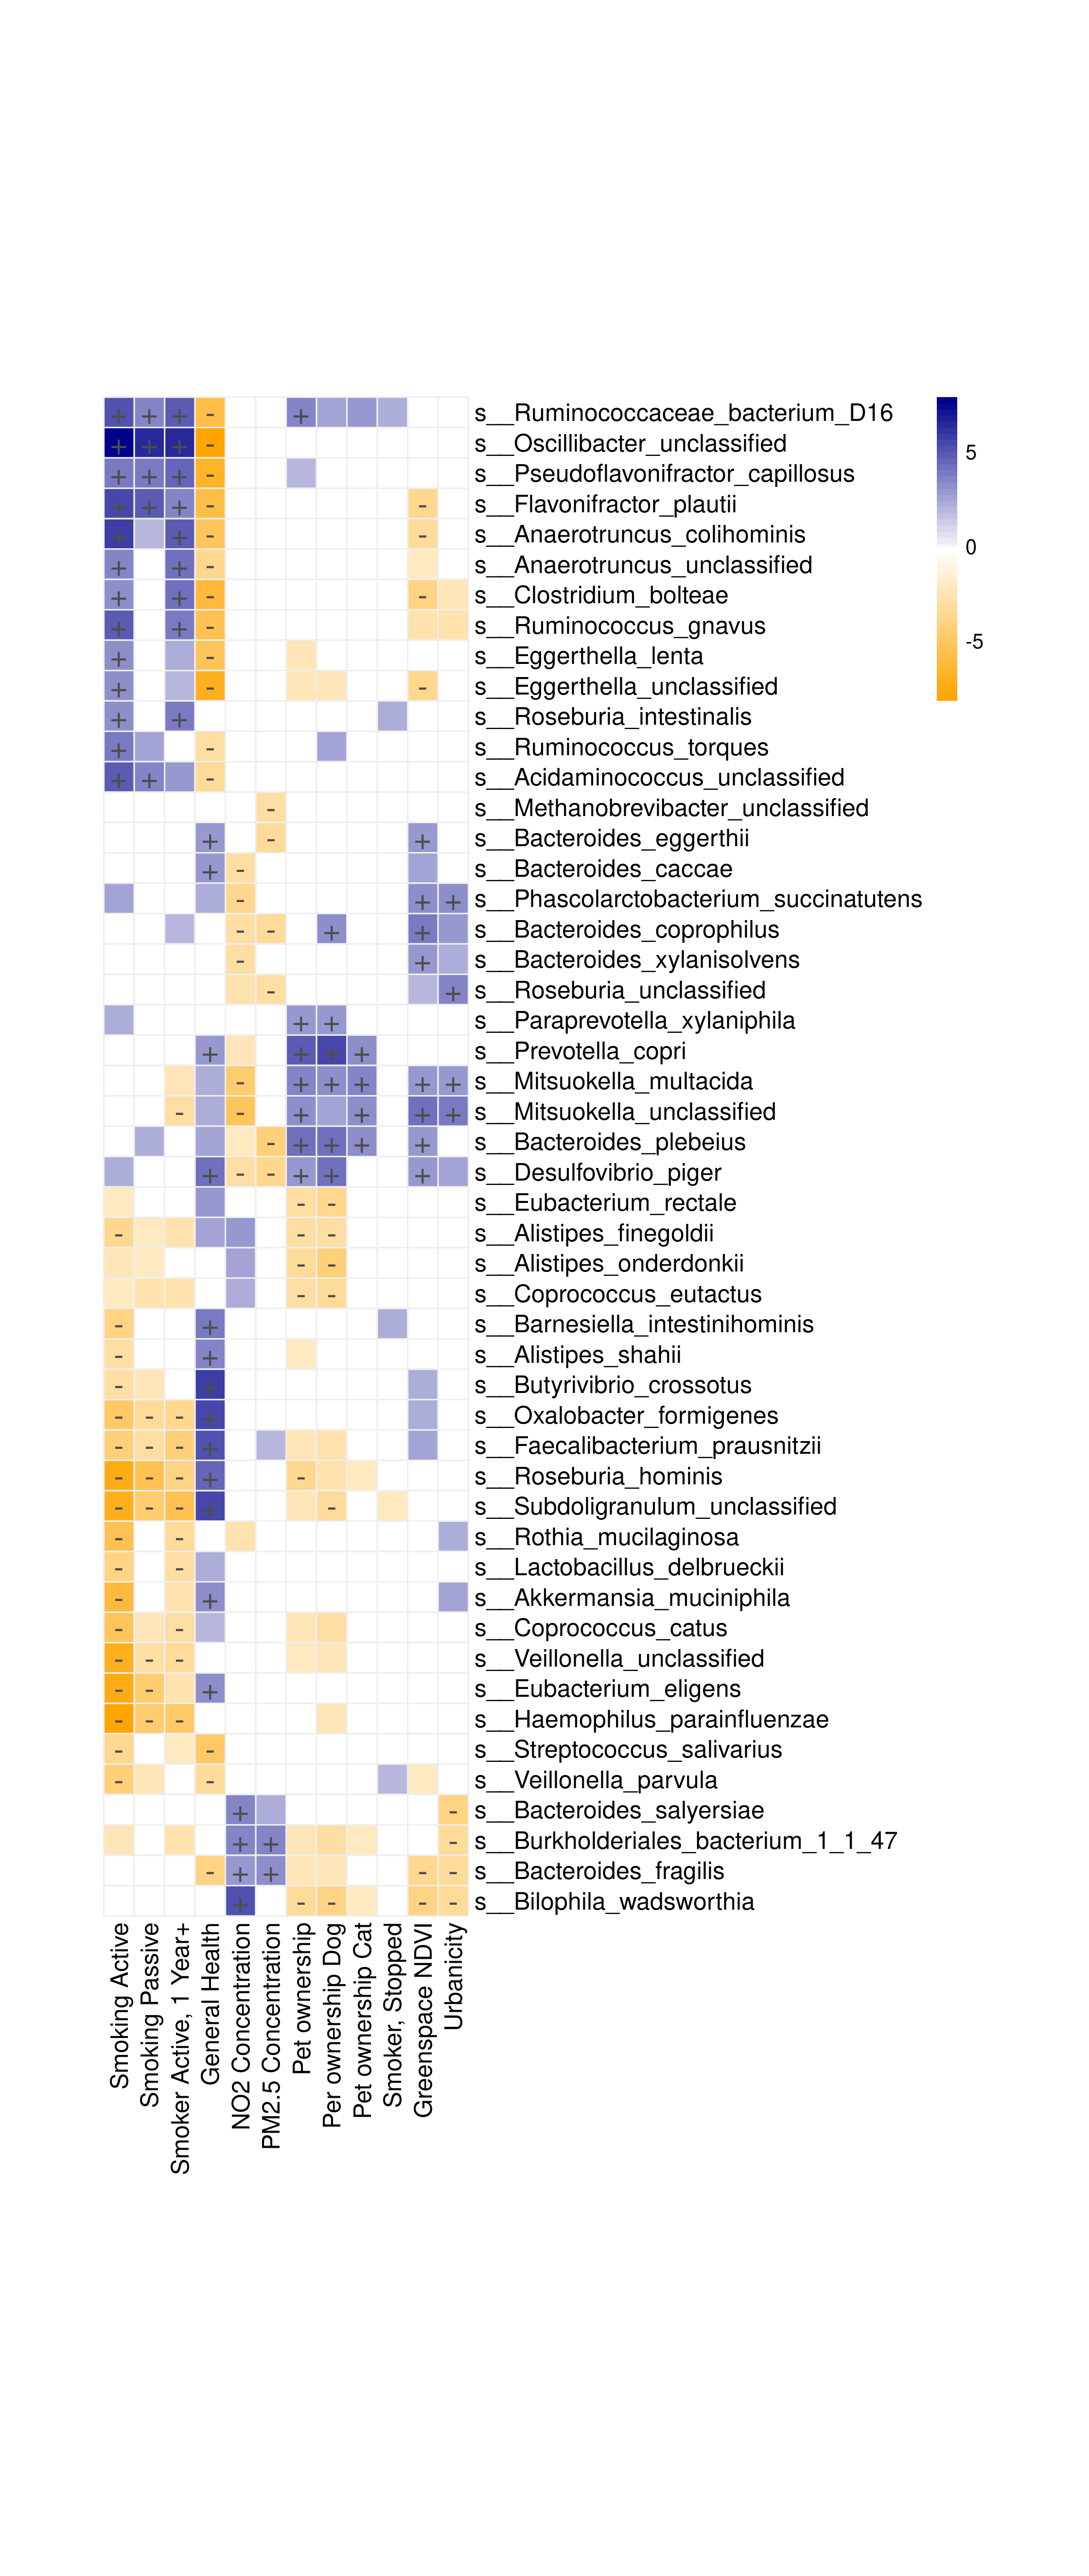 s__Ruminococcaceae_bacterium_D16
s__Oscillibacter_unclassified
s__Pseudoflavonifractor_capillosus
s__Flavonifractor_plautii
s__Anaerotruncus_colihominis
s__Anaerotruncus_unclassified
s__Clostridium_bolteae
s__Ruminococcus_gnavus
s__Eggerthella_lenta
s__Eggerthella_unclassified
s__Roseburia_intestinalis
s__Ruminococcus_torques
s__Acidaminococcus_unclassified
s__Methanobrevibacter_unclassified
s__Bacteroides_eggerthii
s__Bacteroides_caccae
s__Phascolarctobacterium_succinatutens
s__Bacteroides_coprophilus
s__Bacteroides_xylanisolvens
s__Roseburia_unclassified
s__Paraprevotella_xylaniphila
s__Prevotella_copri
s__Mitsuokella_multacida
s__Mitsuokella_unclassified
s__Bacteroides_plebeius
s__Desulfovibrio_piger
s__Eubacterium_rectale
s__Alistipes_finegoldii
s__Alistipes_onderdonkii
s__Coprococcus_eutactus
s__Barnesiella_intestinihominis
s__Alistipes_shahii
s__Butyrivibrio_crossotus
s__Oxalobacter_formigenes
s__Faecalibacterium_prausnitzii
s__Roseburia_hominis
s__Subdoligranulum_unclassified
s__Rothia_mucilaginosa
s__Lactobacillus_delbrueckii
s__Akkermansia_muciniphila
s__Coprococcus_catus
s__Veillonella_unclassified
s__Eubacterium_eligens
s__Haemophilus_parainfluenzae
s__Streptococcus_salivarius
s__Veillonella_parvula
s__Bacteroides_salyersiae
s__Burkholderiales_bacterium_1_1_47
s__Bacteroides_fragilis
s__Bilophila_wadsworthia
Smoking Active
Smoking Passive
Smoker Active, 1 Year+
General Health
NO2 Concentration
PM2.5 Concentration
Pet ownership
Per ownership Dog
Pet ownership Cat
Smoker, Stopped
Greenspace NDVI
Urbanicity
5
0
-5